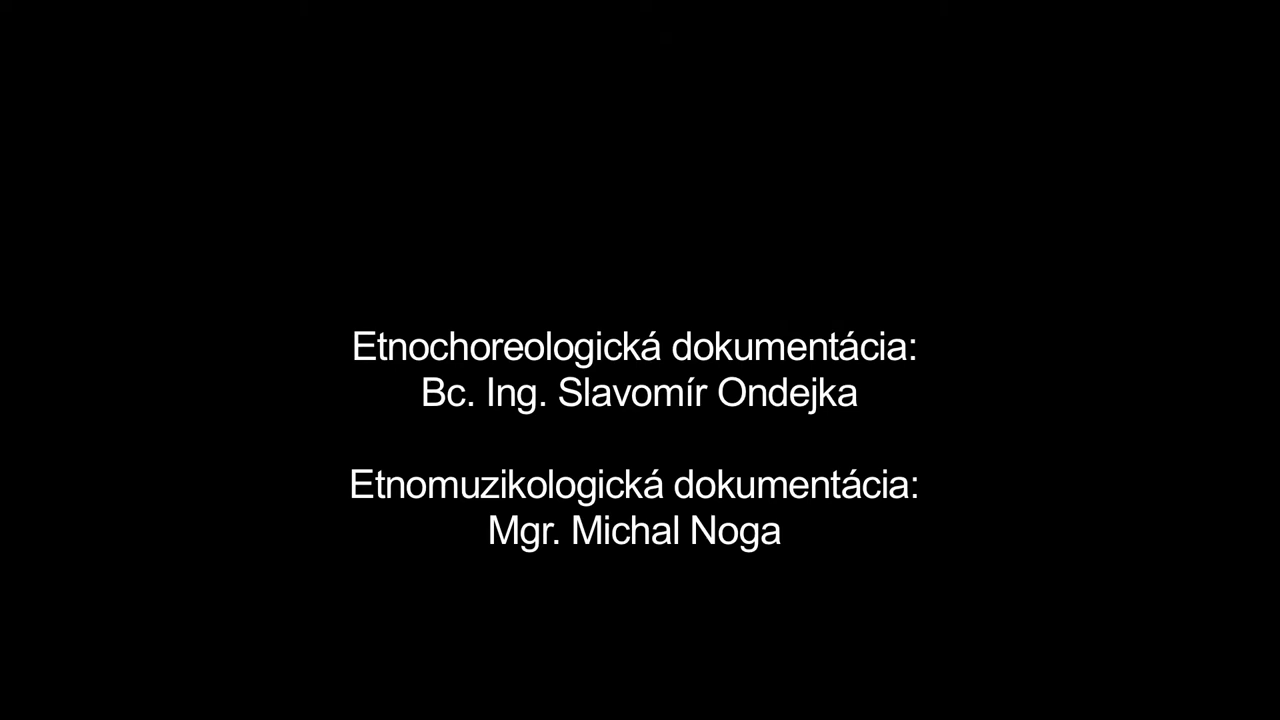 Etnochoreologická dokumentácia:
Bc. Ing. Slavomír Ondejka
Etnomuzikologická dokumentácia:
Mgr. Michal Noga